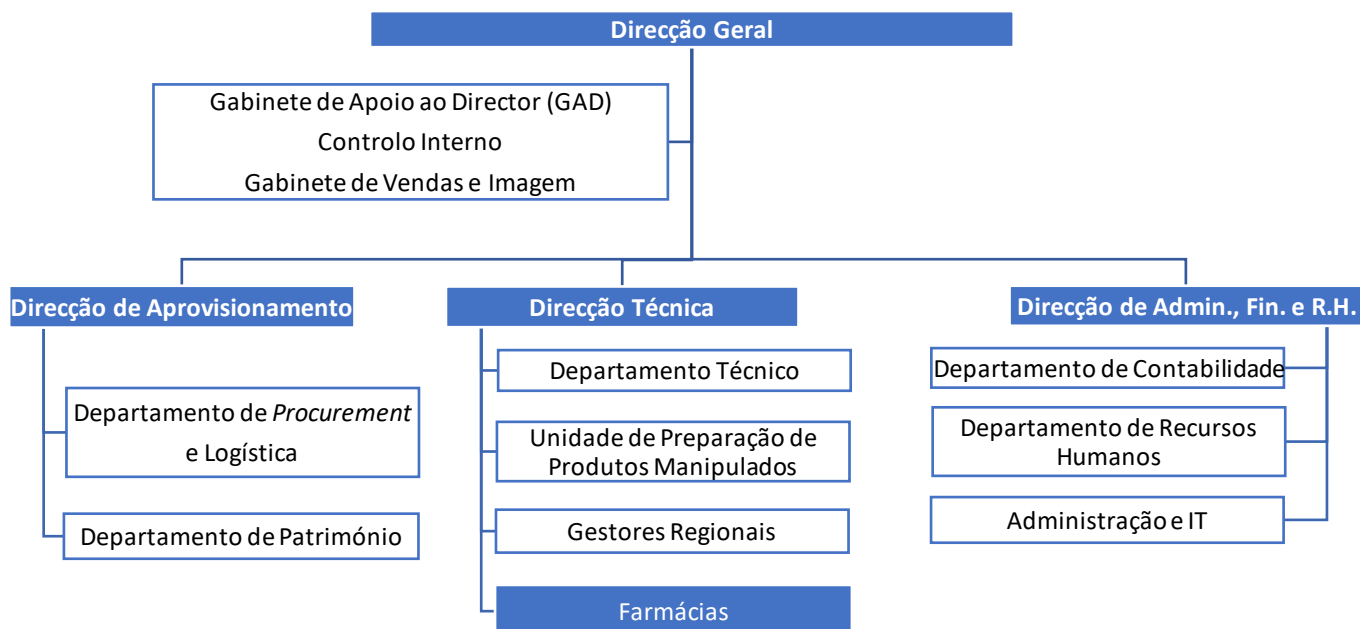 Direcção Geral
Gabinete de Apoio ao Director (GAD)
Controlo Interno
Gabinete de Vendas e Imagem
Direcção de Aprovisionamento
Departamento de Procurement
e Logística
Departamento de Património
Direcção Técnica
Departamento Técnico
Unidade de Preparação de
Produtos Manipulados
Gestores Regionais
Farmácias
Direcção de Admin., Fin. e R.H.
Departamento de Contabilidade
Departamento de Recursos
Humanos
Administração e IT